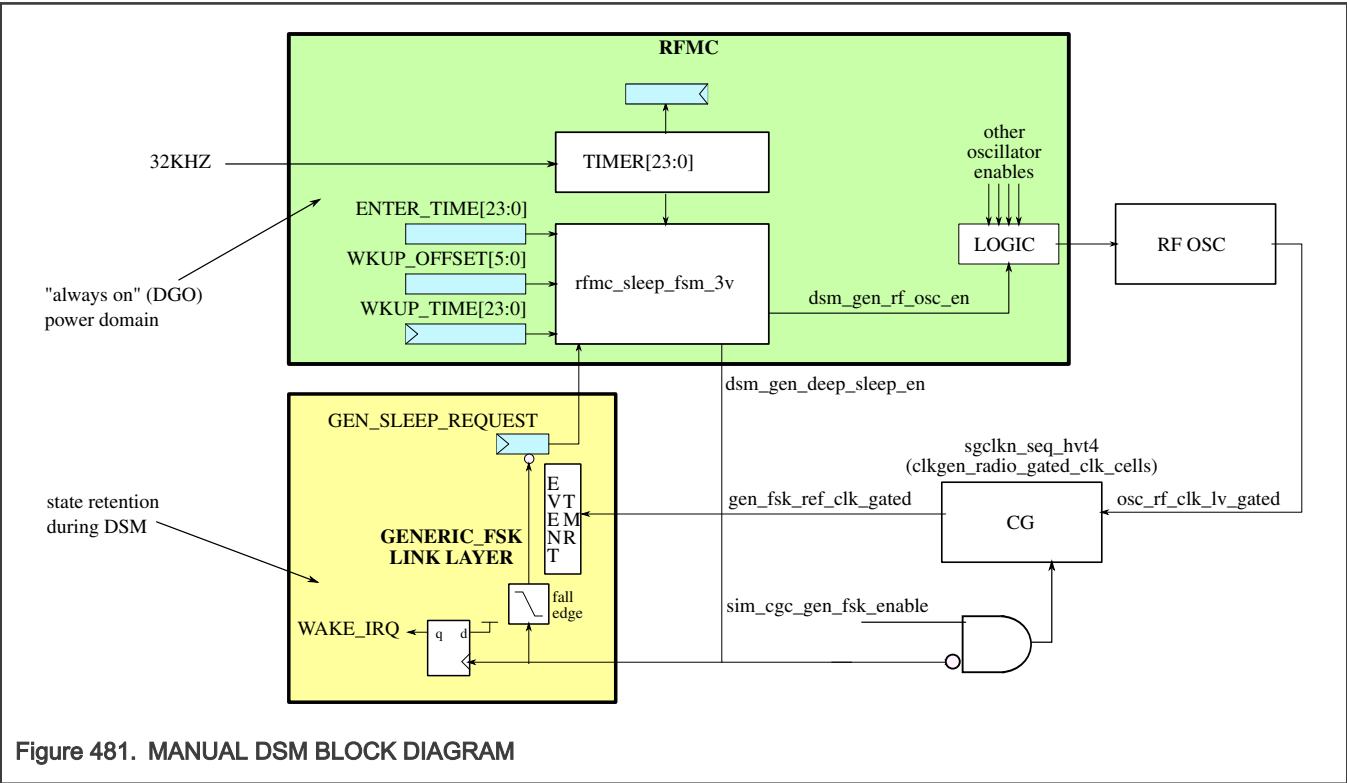 RFMC
32KHZ
TIMER[23:0]
other
oscillator
enables
ENTER_TIME[23:0]
WKUP_OFFSET[5:0]
WKUP_TIME[23:0]
rfmc_sleep_fsm_3v
LOGIC
RF OSC
dsm_gen_rf_osc_en
"always on" (DGO)
power domain
dsm_gen_deep_sleep_en
GEN_SLEEP_REQUEST
sgclkn_seq_hvt4
(clkgen_radio_gated_clk_cells)
state retention
during DSM
EVENT
TMR
gen_fsk_ref_clk_gated
CG
osc_rf_clk_lv_gated
GENERIC_FSK
LINK LAYER
fall
edge
sim_cgc_gen_fsk_enable
WAKE_IRQ
q d
Figure 481. MANUAL DSM BLOCK DIAGRAM